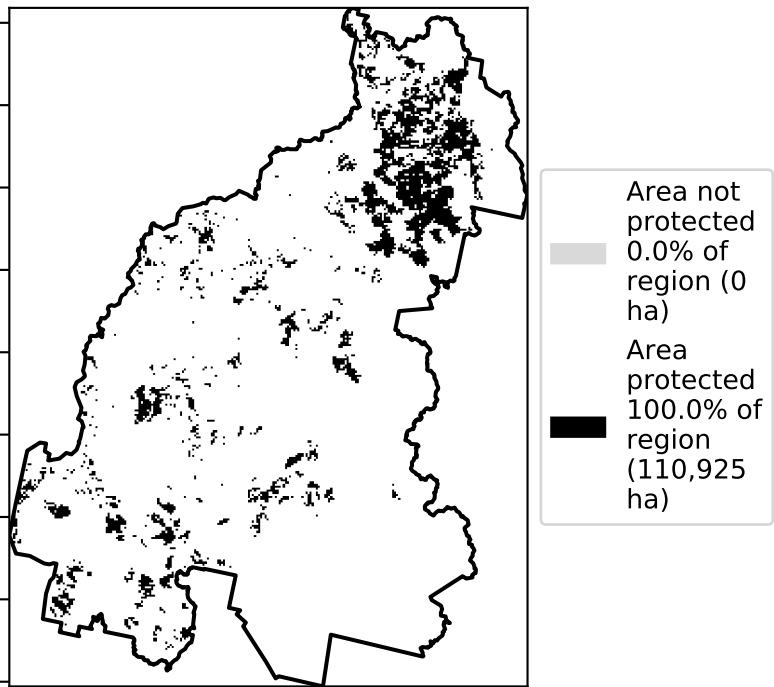 Area not
protected
0.0% of
region (0
ha)
Area
protected
100.0% of
region
(110,925
ha)